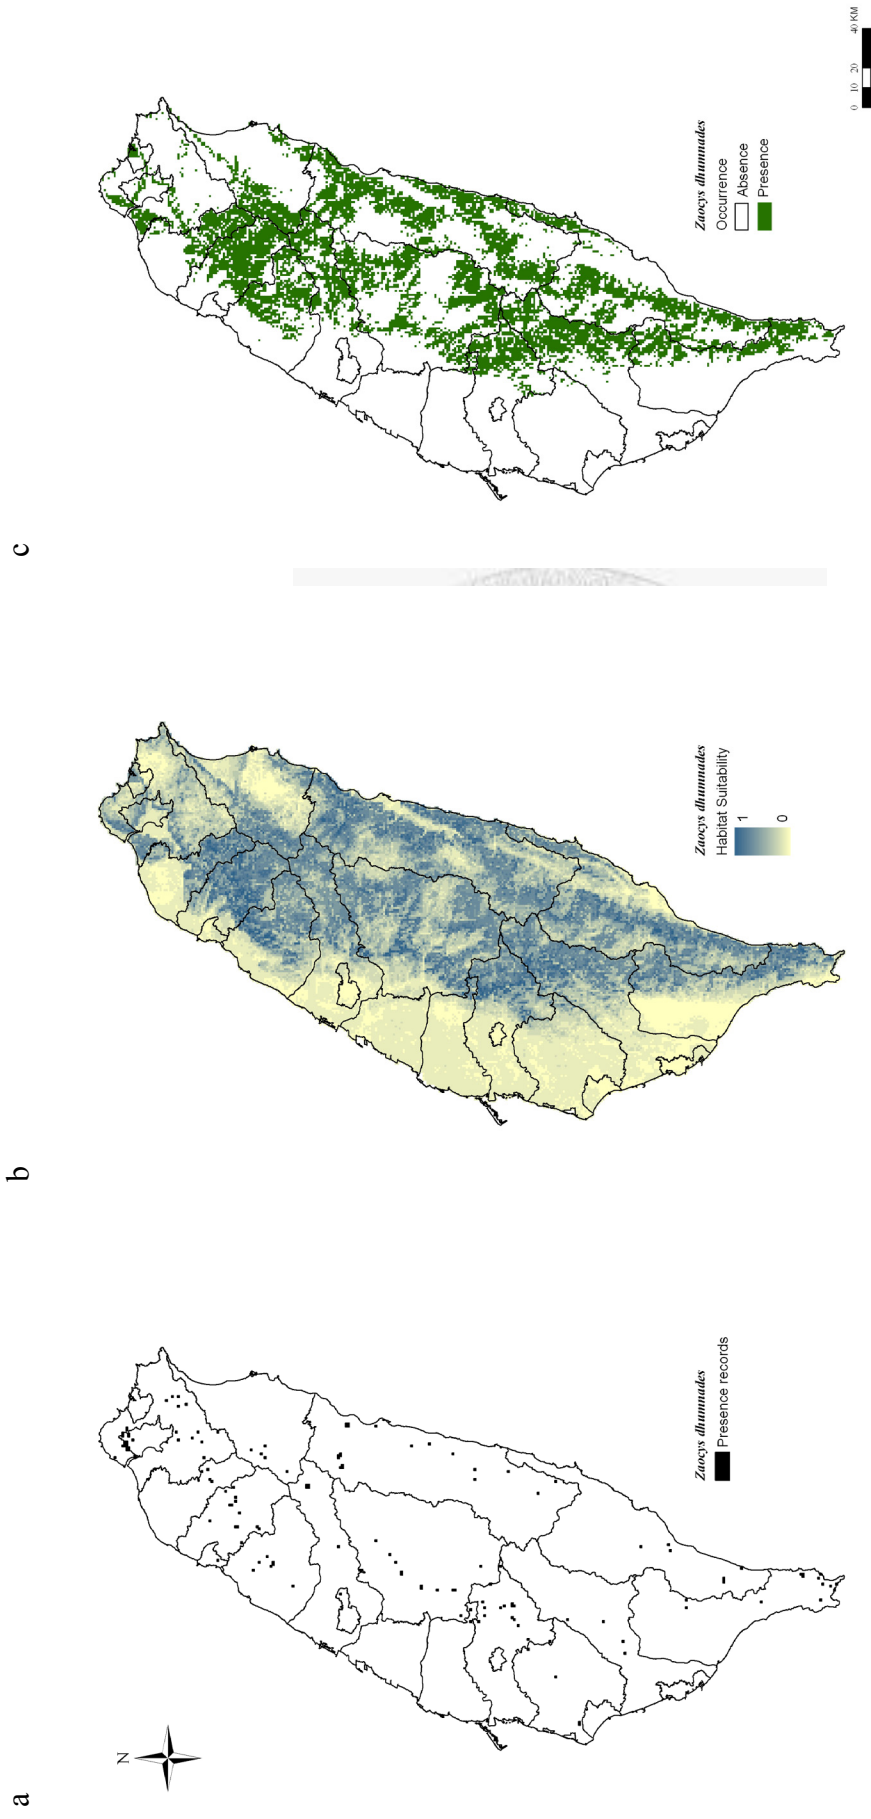 a
N
Zaocys dhumnades
Presence records
b
Zaocys dhumnades
Habitat Suitability
1
0
c
Zaocys dhumnades
Occurrence
Absence
Presence
0 10 20 40 KM